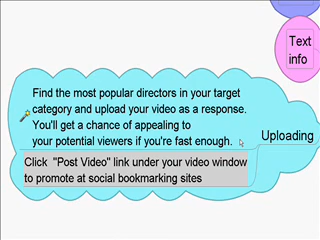 Text
info
Find the most popular directors in your target
category and upload your video as a response.
You'll get a chance of appealing to
your potential viewers if you're fast enough.
Uploading
Click "Post Video" link under your video window
to promote at social bookmarking sites